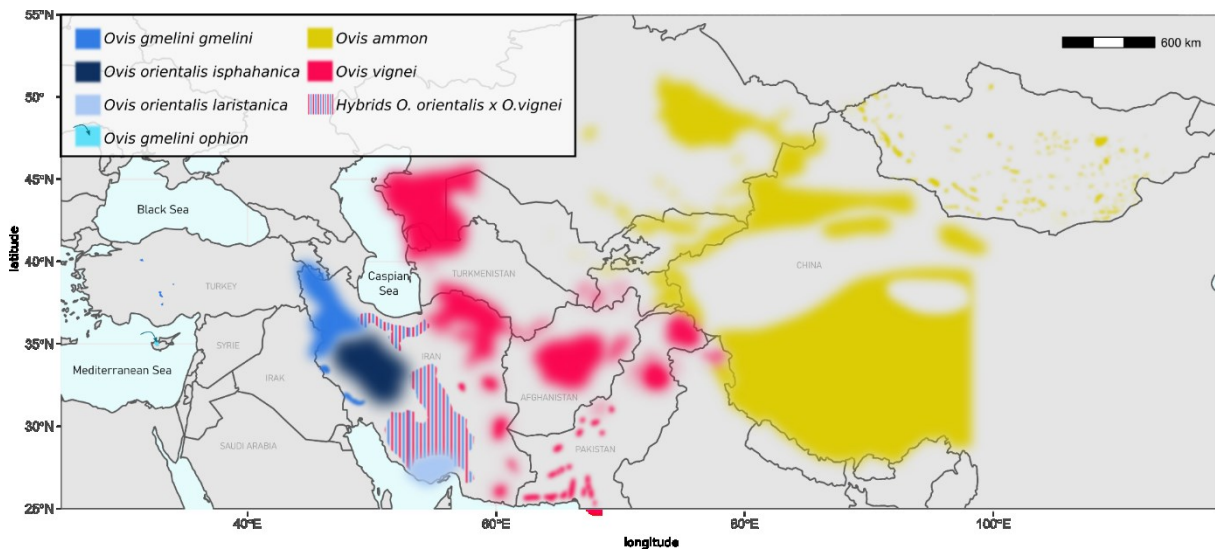 55°N
50°
45°N
40°N
35°N
30°N
25°N
latitude
Ovis gmelini gmelini
Ovis orientalis isphahanica
Ovis orientalis laristanica
Ovis gmelini ophion
Ovis ammon
Ovis vignei
Hybrids O. orientalis x O.vignei
600 km
Black Sea
Caspian
Sea
TURKMENISTAN
CHINA
TURKEY
SYRIE
Mediterranean Sea
IRAK
IRAN
AFGHANISTAN
SAUDI ARABIA
PAKISTAN
40°E
60°E
80°E
100°E
longitude